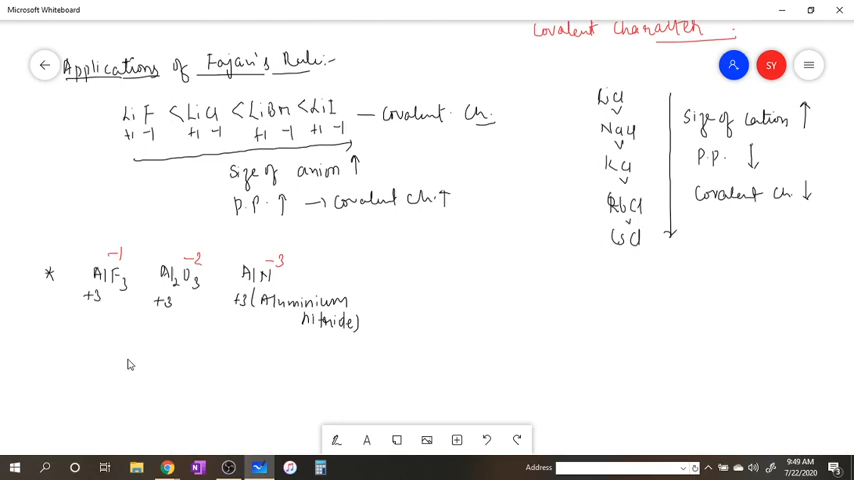 Microsoft Whiteboard
Covalent Character :
Applications of Fajan's Rule:-
SY
LiF < LiCl < LiBr < LiI — Covalent Ch.
+1 -1 +1 -1 +1 -1 +1 -1
Size of anion ↑
P.P. ↑ → Covalent Ch. ↑
LiCl
NaCl
KCl
RbCl
CsCl
Size of cation ↑
P.P. ↓
Covalent Ch. ↓
-1 -2 -3
* AlF3 Al2O3 AlN
+3 +3 +3 (Aluminium
Nitride)
A
Address
9:49 AM
7/22/2020
3